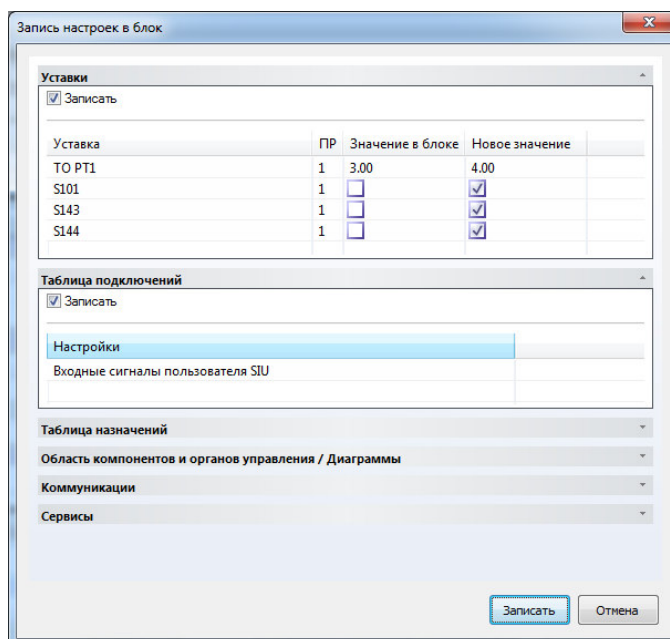 Запись настроек в блок
Уставки
Записать
Уставка ПР Значение в блоке Новое значение
ТО РТ1 1 3.00 4.00
S101 1
S143 1
S144 1
Таблица подключений
Записать
Настройки
Входные сигналы пользователя SIU
Таблица назначений
Область компонентов и органов управления / Диаграммы
Коммуникации
Сервисы
Записать Отмена